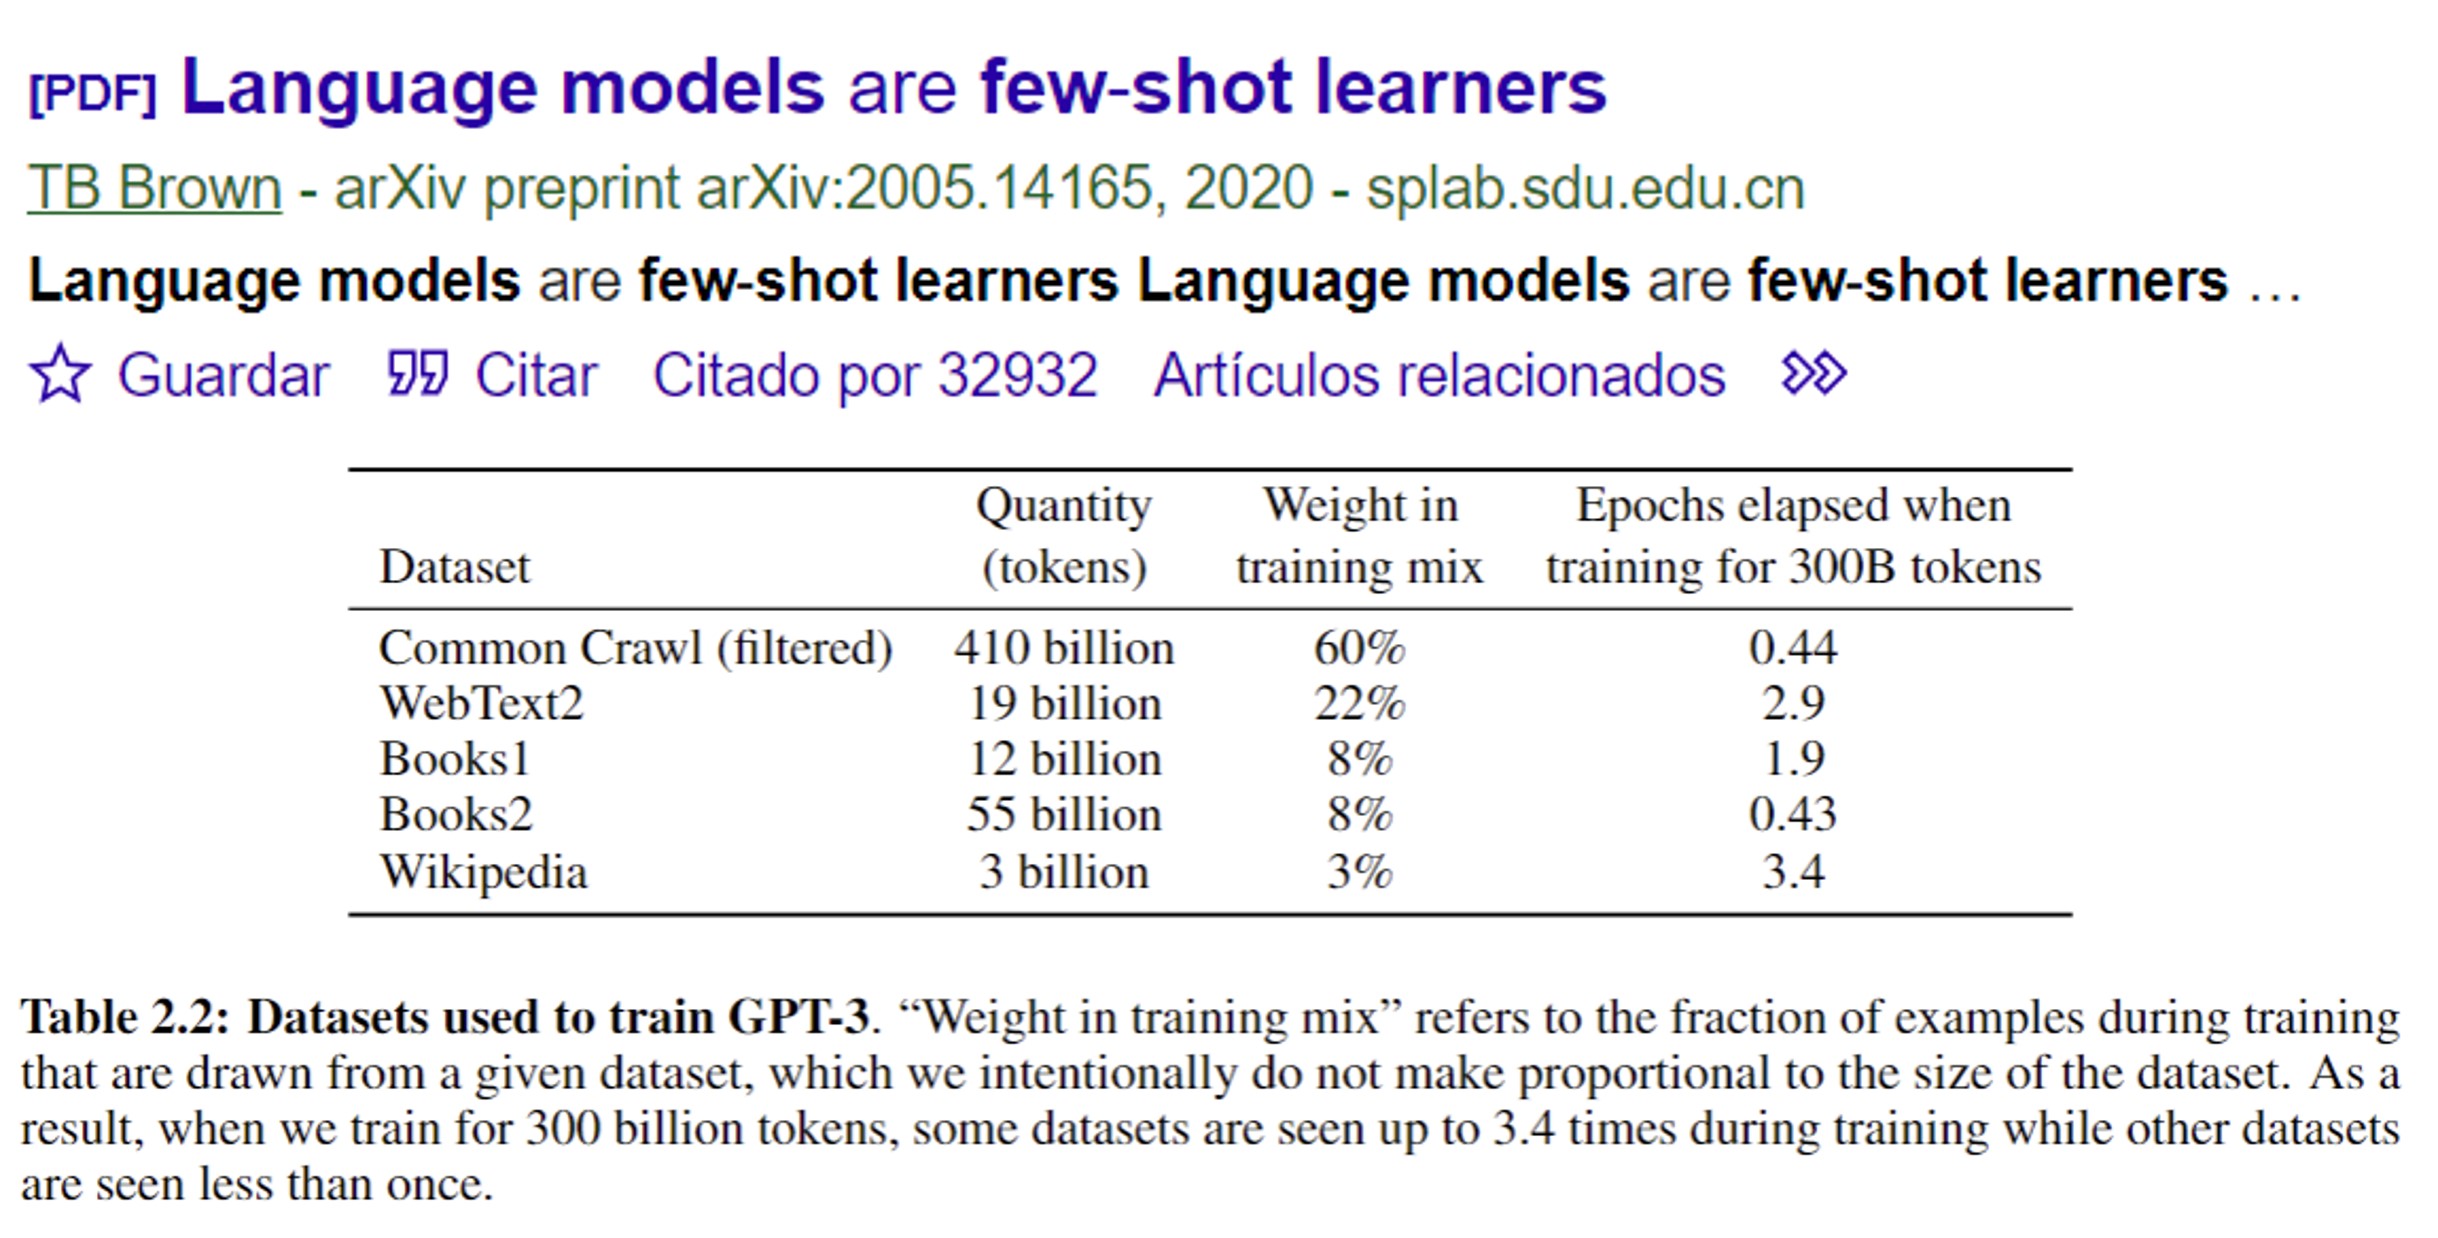 [PDF] Language models are few-shot learners
TB Brown - arXiv preprint arXiv:2005.14165, 2020 - splab.sdu.edu.cn
Language models are few-shot learners Language models are few-shot learners …
Guardar Citar Citado por 32932 Artículos relacionados
Quantity Weight in Epochs elapsed when
Dataset (tokens) training mix training for 300B tokens
Common Crawl (filtered) 410 billion 60% 0.44
WebText2 19 billion 22% 2.9
Books1 12 billion 8% 1.9
Books2 55 billion 8% 0.43
Wikipedia 3 billion 3% 3.4
Table 2.2: Datasets used to train GPT-3. “Weight in training mix” refers to the fraction of examples during training
that are drawn from a given dataset, which we intentionally do not make proportional to the size of the dataset. As a
result, when we train for 300 billion tokens, some datasets are seen up to 3.4 times during training while other datasets
are seen less than once.